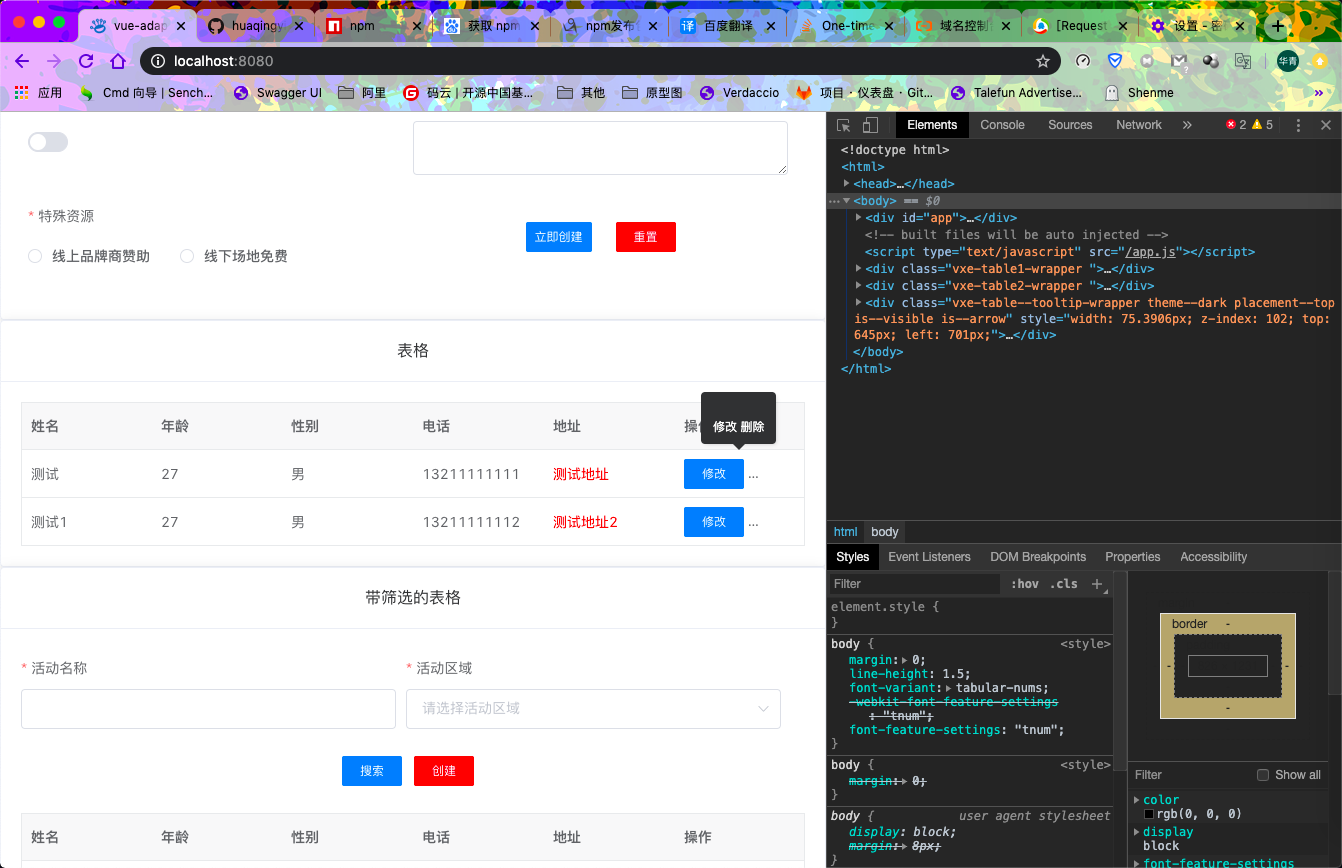 vue-adap
huaqingy
npm
获取 npm
npm发布
百度翻译
One-time
域名控制
[Request
设置 - 密
localhost:8080
华青
应用
Cmd 向导 | Sench...
Swagger UI
阿里
码云 | 开源中国基...
其他
原型图
Verdaccio
项目 · 仪表盘 · Git...
Talefun Advertise...
Shenme
»
* 特殊资源
线上品牌商赞助
线下场地免费
立即创建
重置
表格
修改 删除
姓名 年龄 性别 电话 地址
测试 27 男 13211111111 测试地址 修改 ...
测试1 27 男 13211111112 测试地址2 修改 ...
带筛选的表格
* 活动名称
* 活动区域
请选择活动区域
搜索
创建
姓名 年龄 性别 电话 地址 操作
Elements Console Sources Network » 2 5
<!doctype html>
<html>
<head>…</head>
<body> == $0
<div id="app">…</div>
<!-- built files will be auto injected -->
<script type="text/javascript" src="/app.js"></script>
<div class="vxe-table1-wrapper ">…</div>
<div class="vxe-table2-wrapper ">…</div>
<div class="vxe-table--tooltip-wrapper theme--dark placement--top
is--visible is--arrow" style="width: 75.3906px; z-index: 102; top:
645px; left: 701px;">…</div>
</body>
</html>
html body
Styles Event Listeners DOM Breakpoints Properties Accessibility
Filter :hov .cls +
element.style {
}
body { <style>
margin: 0;
line-height: 1.5;
font-variant: tabular-nums;
-webkit-font-feature-settings
: "tnum";
font-feature-settings: "tnum";
}
body { <style>
margin: 0;
}
body { user agent stylesheet
display: block;
margin: 8px;
}
border -
-
-
-
Filter Show all
color
rgb(0, 0, 0)
display
block
font-feature-settings